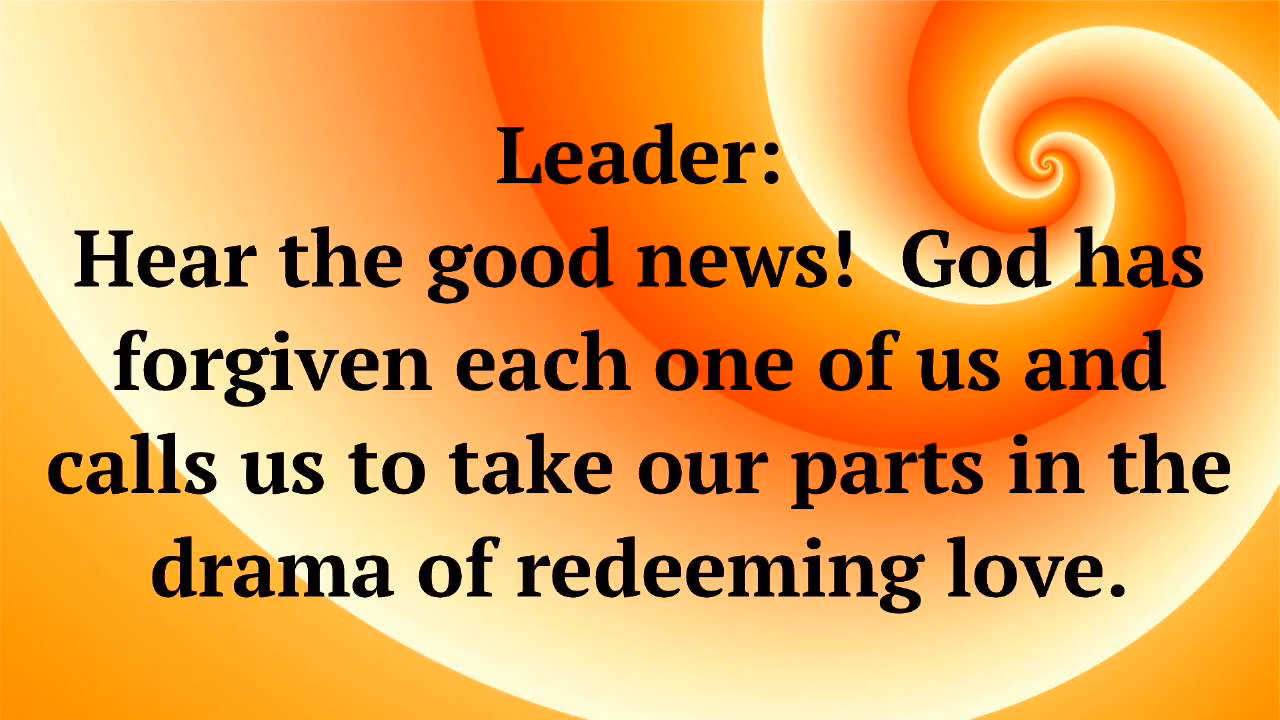 Leader:
Hear the good news!  God has
forgiven each one of us and
calls us to take our parts in the
drama of redeeming love.